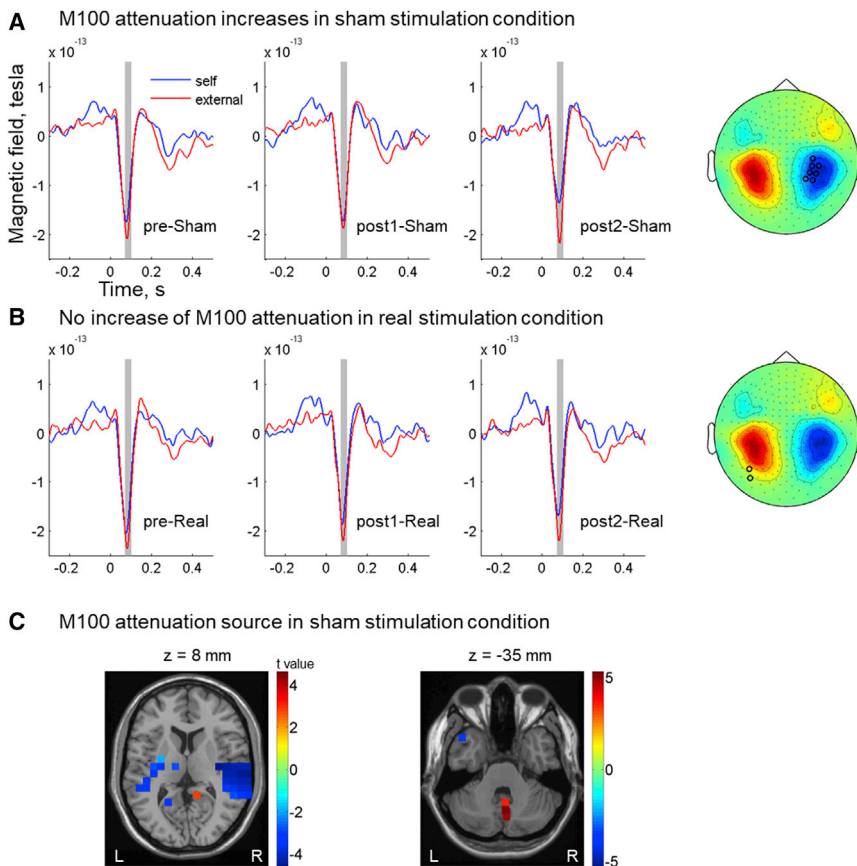 A M100 attenuation increases in sham stimulation condition
x 10⁻¹³ x 10⁻¹³ x 10⁻¹³
Magnetic field, tesla
1
0
-1
-2
self
external
pre-Sham
-0.2 0 0.2 0.4
Time, s
1
0
-1
-2
post1-Sham
-0.2 0 0.2 0.4
1
0
-1
-2
post2-Sham
-0.2 0 0.2 0.4
B No increase of M100 attenuation in real stimulation condition
x 10⁻¹³ x 10⁻¹³ x 10⁻¹³
1
0
-1
-2
pre-Real
-0.2 0 0.2 0.4
1
0
-1
-2
post1-Real
-0.2 0 0.2 0.4
1
0
-1
-2
post2-Real
-0.2 0 0.2 0.4
C M100 attenuation source in sham stimulation condition
z = 8 mm
t value
4
2
0
-2
-4
L R
z = -35 mm
5
0
-5
L R